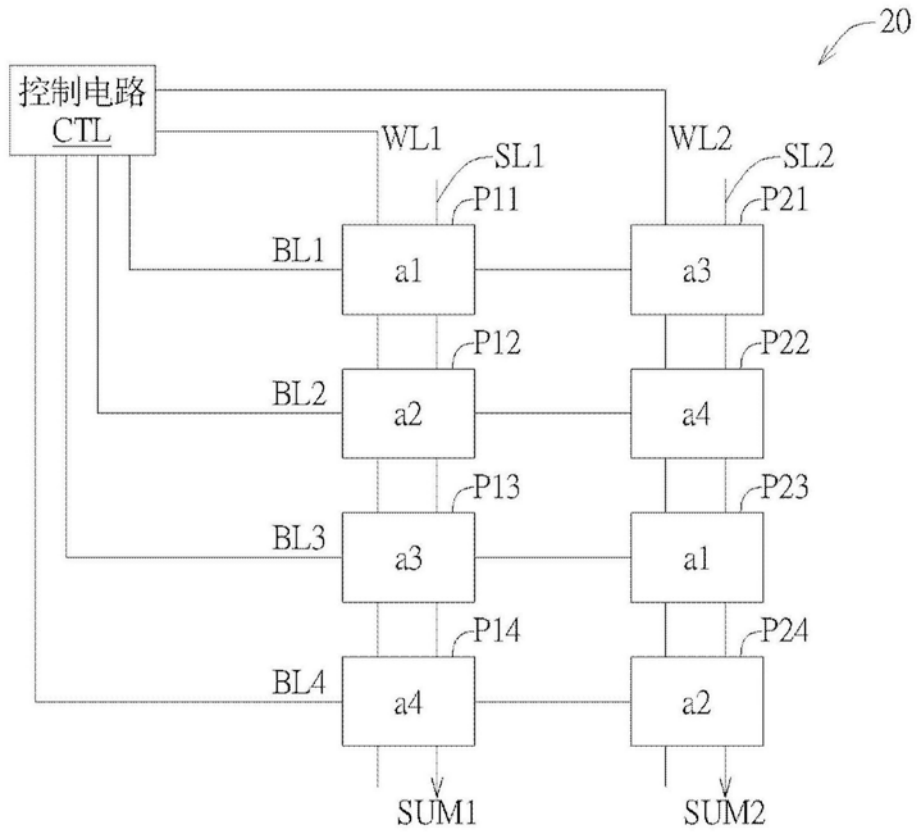 20
控制电路
CTL
WL1
WL2
SL1
SL2
P11
P21
BL1
a1
a3
P12
P22
BL2
a2
a4
P13
P23
BL3
a3
a1
P14
P24
BL4
a4
a2
SUM1
SUM2